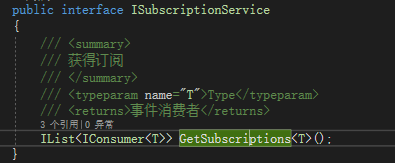 public interface ISubscriptionService
{
/// <summary>
/// 获得订阅
/// </summary>
/// <typeparam name="T">Type</typeparam>
/// <returns>事件消费者</returns>
3 个引用|0 异常
IList<IConsumer<T>> GetSubscriptions<T>();
}